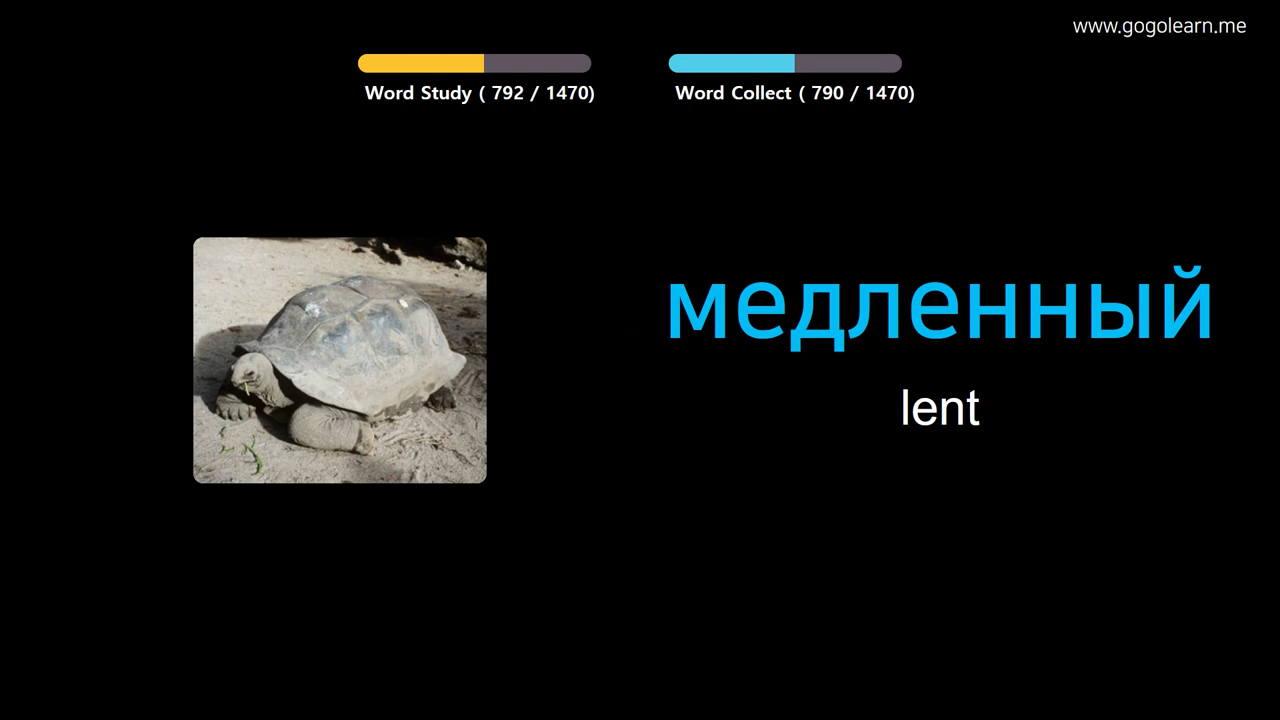 www.gogolearn.me
Word Study ( 792 / 1470)
Word Collect ( 790 / 1470)
медленный
lent